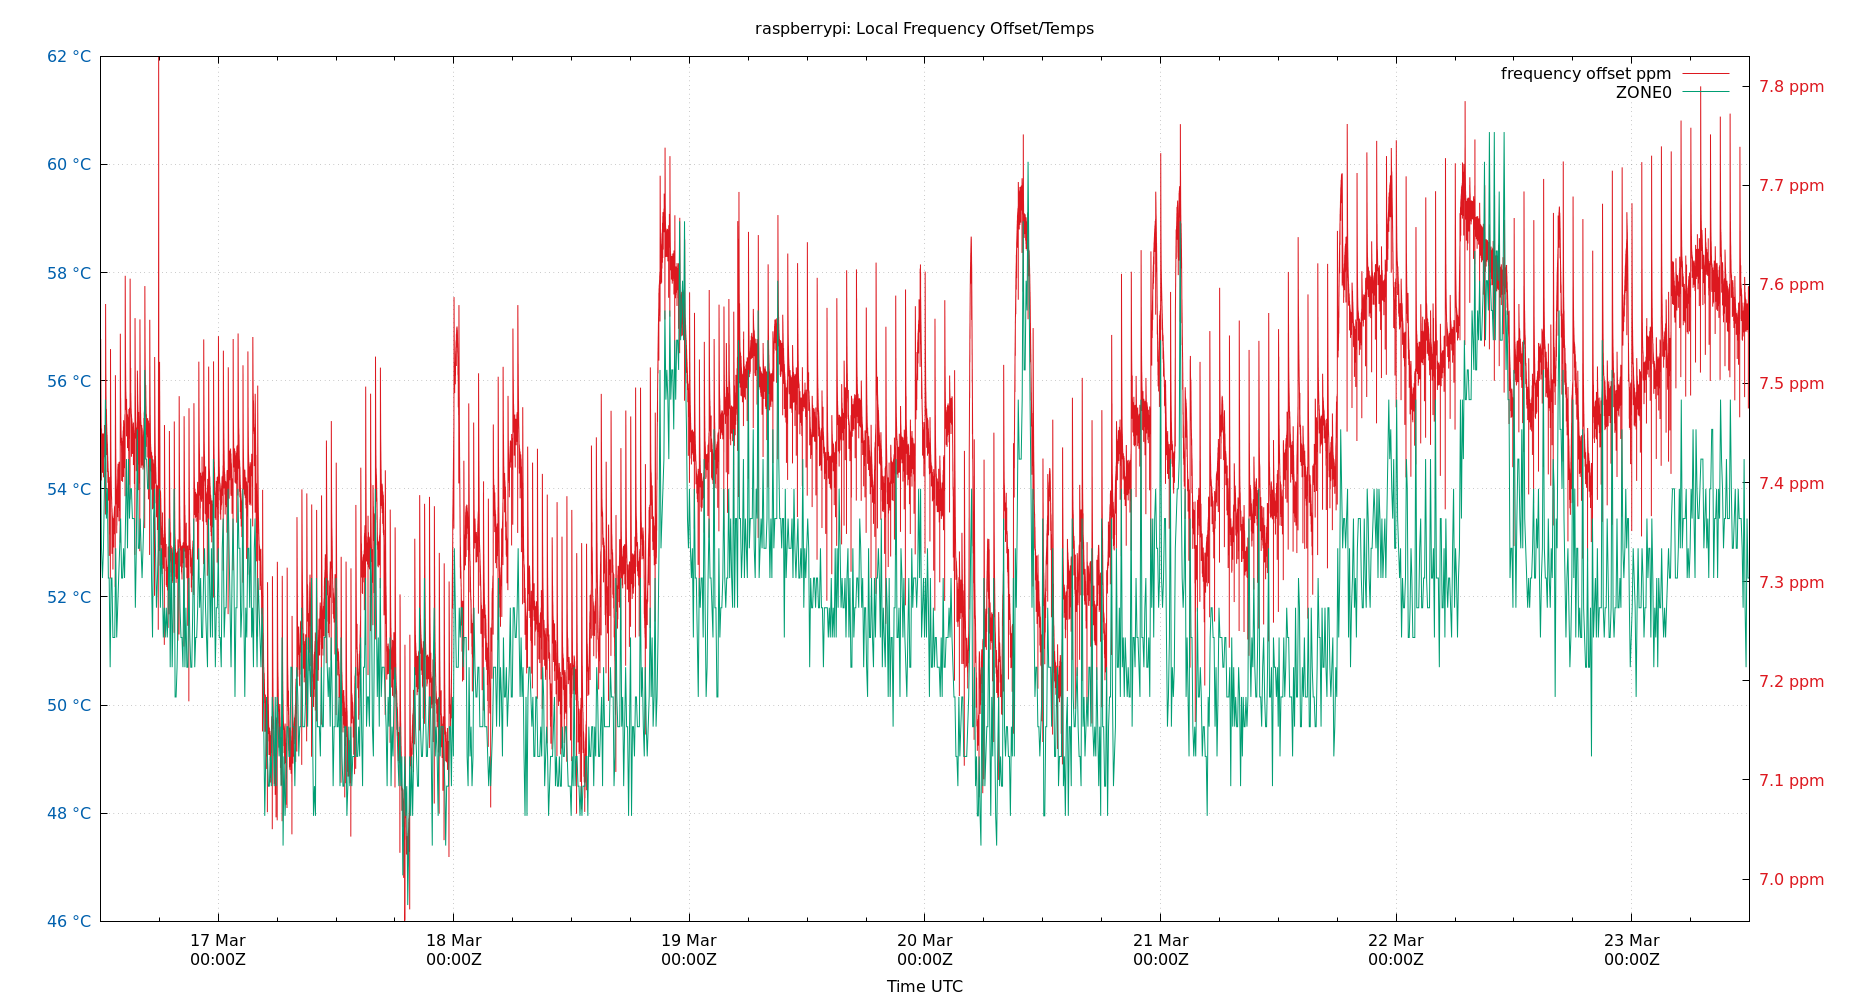 raspberrypi: Local Frequency Offset/Temps
62 °C
60 °C
58 °C
56 °C
54 °C
52 °C
50 °C
48 °C
46 °C
frequency offset ppm
ZONE0
7.8 ppm
7.7 ppm
7.6 ppm
7.5 ppm
7.4 ppm
7.3 ppm
7.2 ppm
7.1 ppm
7.0 ppm
17 Mar
00:00Z
18 Mar
00:00Z
19 Mar
00:00Z
20 Mar
00:00Z
21 Mar
00:00Z
22 Mar
00:00Z
23 Mar
00:00Z
Time UTC